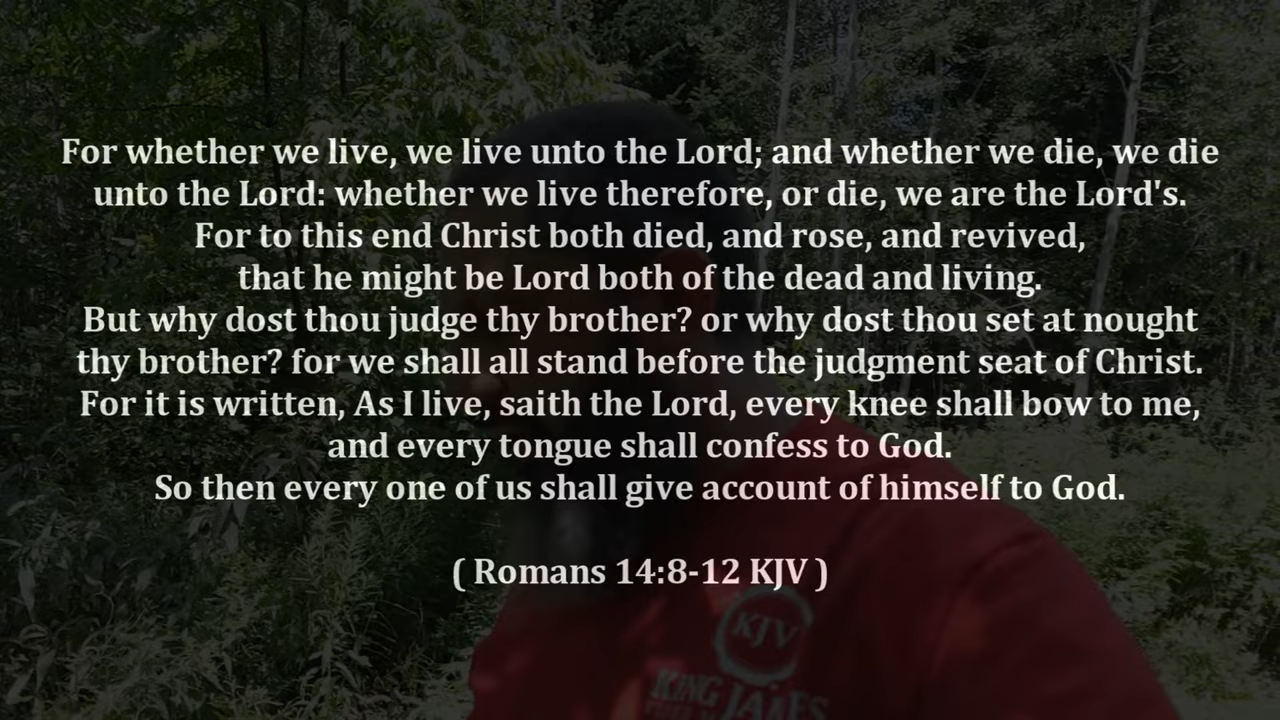 For whether we live, we live unto the Lord; and whether we die, we die
unto the Lord: whether we live therefore, or die, we are the Lord's.
For to this end Christ both died, and rose, and revived,
that he might be Lord both of the dead and living.
But why dost thou judge thy brother? or why dost thou set at nought
thy brother? for we shall all stand before the judgment seat of Christ.
For it is written, As I live, saith the Lord, every knee shall bow to me,
and every tongue shall confess to God.
So then every one of us shall give account of himself to God.
( Romans 14:8-12 KJV )
KJV
KING JAMES